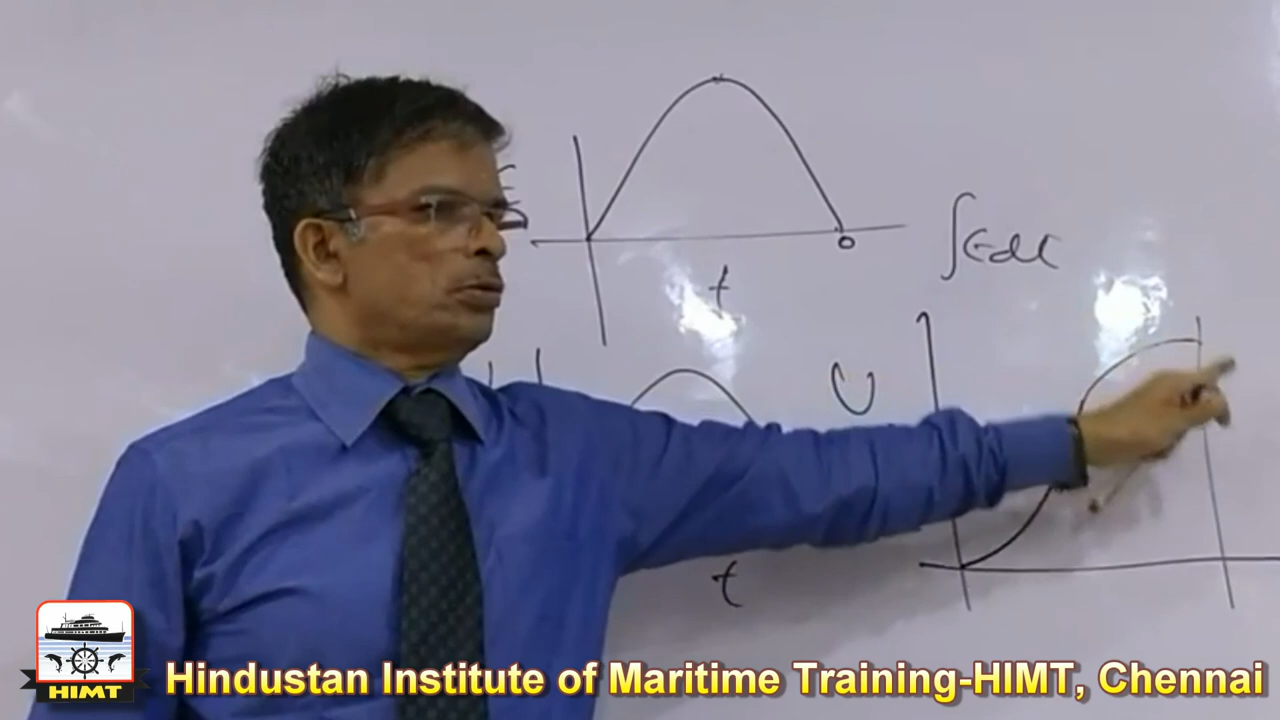 t
∫Edt
U
t
HIMT
Hindustan Institute of Maritime Training-HIMT, Chennai